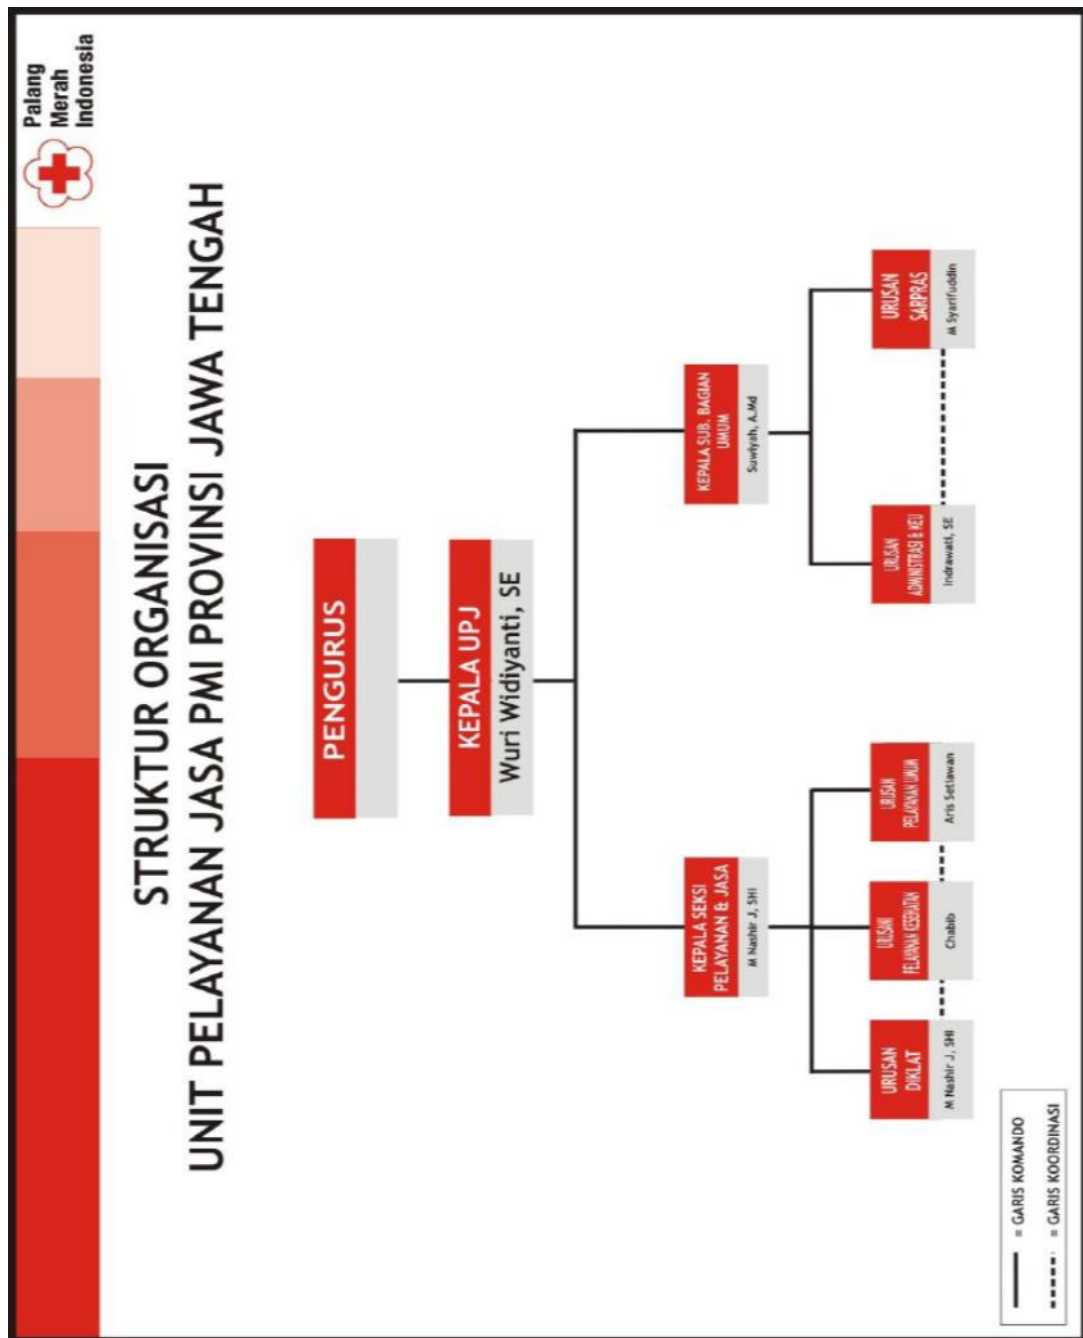 Palang
Merah
Indonesia
STRUKTUR ORGANISASI
UNIT PELAYANAN JASA PMI PROVINSI JAWA TENGAH
PENGURUS
KEPALA UPJ
Wuri Widiyanti, SE
KEPALA SEKSI
PELAYANAN & JASA
M Nashir J, SHI
KEPALA SUB. BAGIAN
UMUM
Suwiyah, A.Md
URUSAN
DIKLAT
M Nashir J, SHI
URUSAN
PELAYANAN KESEHATAN
Chabib
URUSAN
PELAYANAN UMUM
Aris Setiawan
URUSAN
ADMINISTRASI & KEU
Indrawati, SE
URUSAN
SARPRAS
M Syarifuddin
= GARIS KOMANDO
= GARIS KOORDINASI